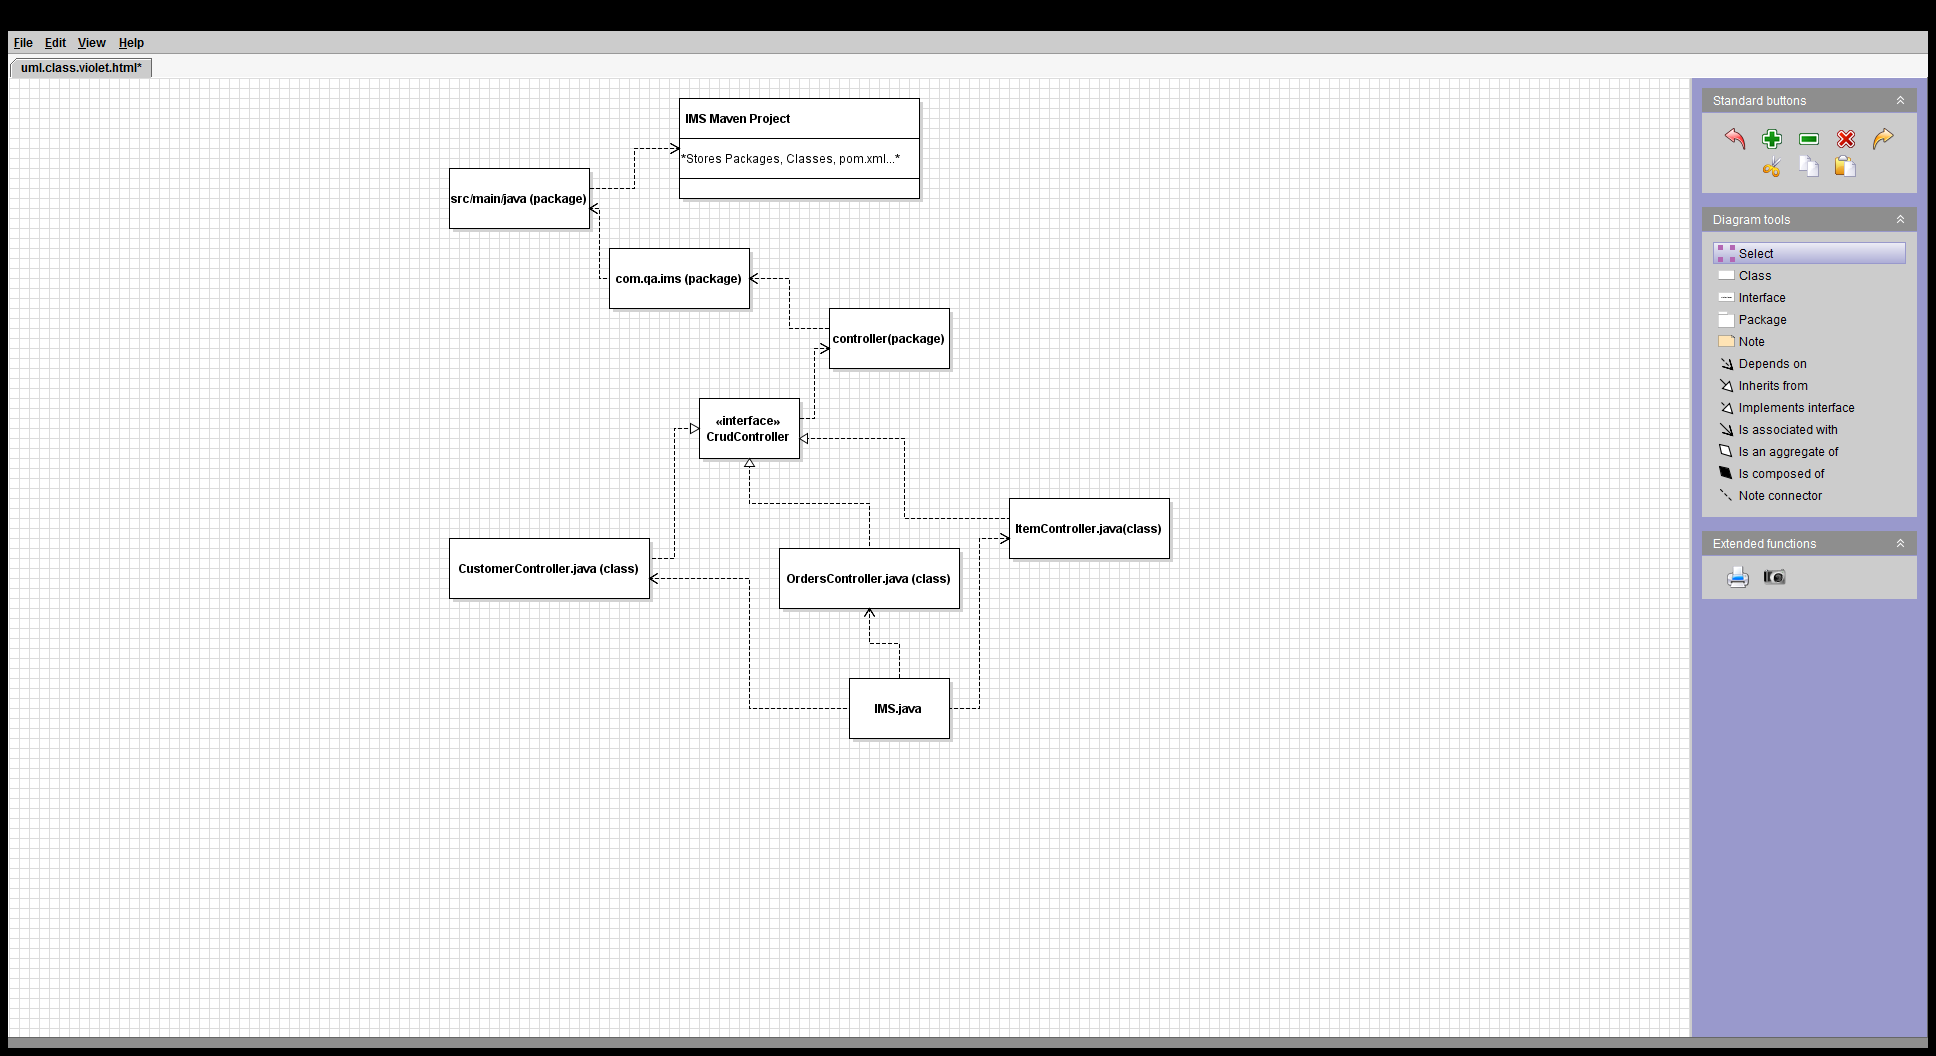 File Edit View Help
uml.class.violet.html*
IMS Maven Project
*Stores Packages, Classes, pom.xml...*
src/main/java (package)
com.qa.ims (package)
controller(package)
«interface»
CrudController
ItemController.java(class)
CustomerController.java (class)
OrdersController.java (class)
IMS.java
Standard buttons
Diagram tools
Select
Class
Interface
Package
Note
Depends on
Inherits from
Implements interface
Is associated with
Is an aggregate of
Is composed of
Note connector
Extended functions